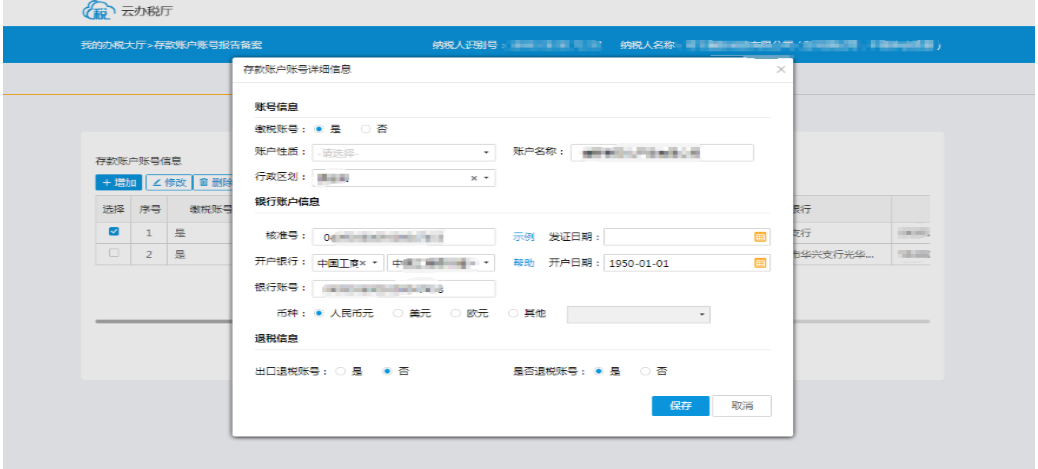 税 云办税厅
我的办税大厅>存款账户账号报告备案 纳税人识别号: 纳税人名称:
存款账户账号详细信息 ×
账号信息
缴税账号: 是 否
账户性质: -请选择- 账户名称:
存款账户账号信息
行政区划: ×
+ 增加 修改 删除
银行账户信息
选择 序号 缴税账号 银行
核准号: 示例 发证日期:
1 是 支行
开户银行: 中国工商× × 帮助 开户日期: 1950-01-01
2 是 华兴支行光华...
银行账号:
币种: 人民币元 美元 欧元 其他
退税信息
出口退税账号: 是 否 是否退税账号: 是 否
保存 取消